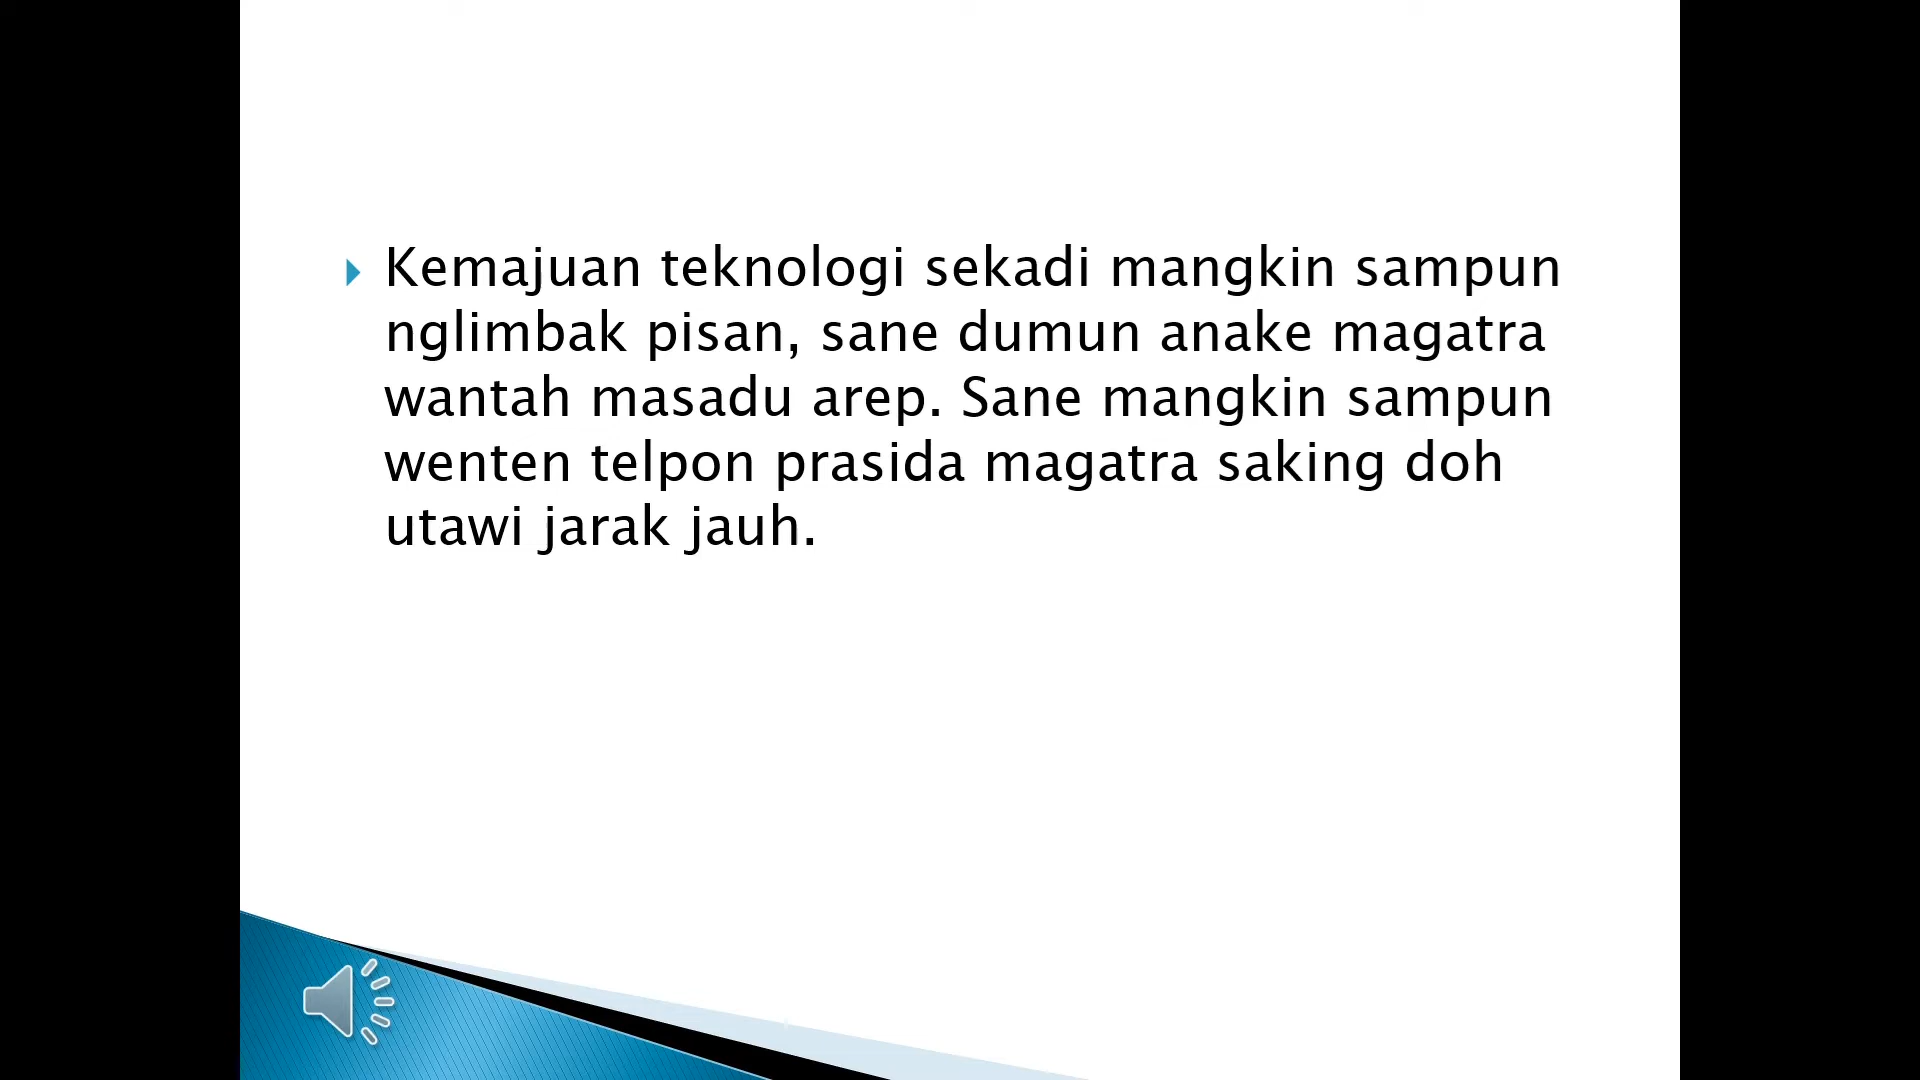 Kemajuan teknologi sekadi mangkin sampun
nglimbak pisan, sane dumun anake magatra
wantah masadu arep. Sane mangkin sampun
wenten telpon prasida magatra saking doh
utawi jarak jauh.